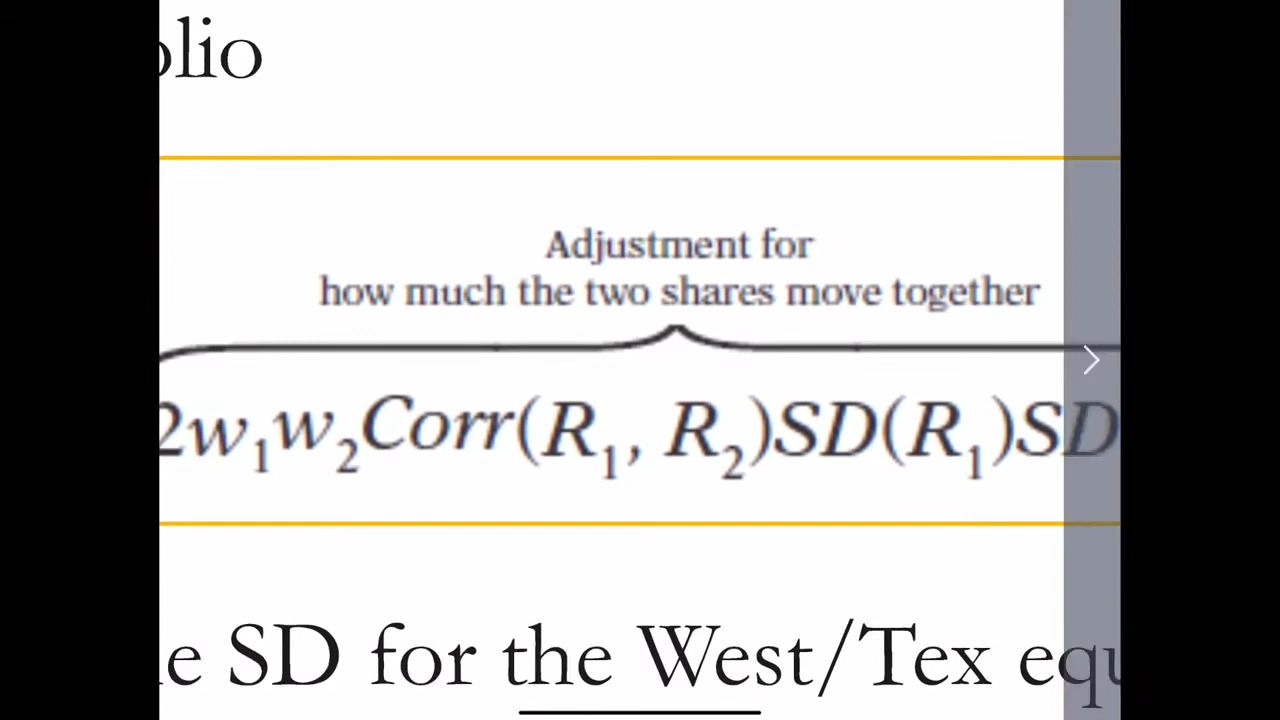 olio
Adjustment for
how much the two shares move together
2w₁w₂Corr(R₁, R₂)SD(R₁)SD
e SD for the West/Tex equ